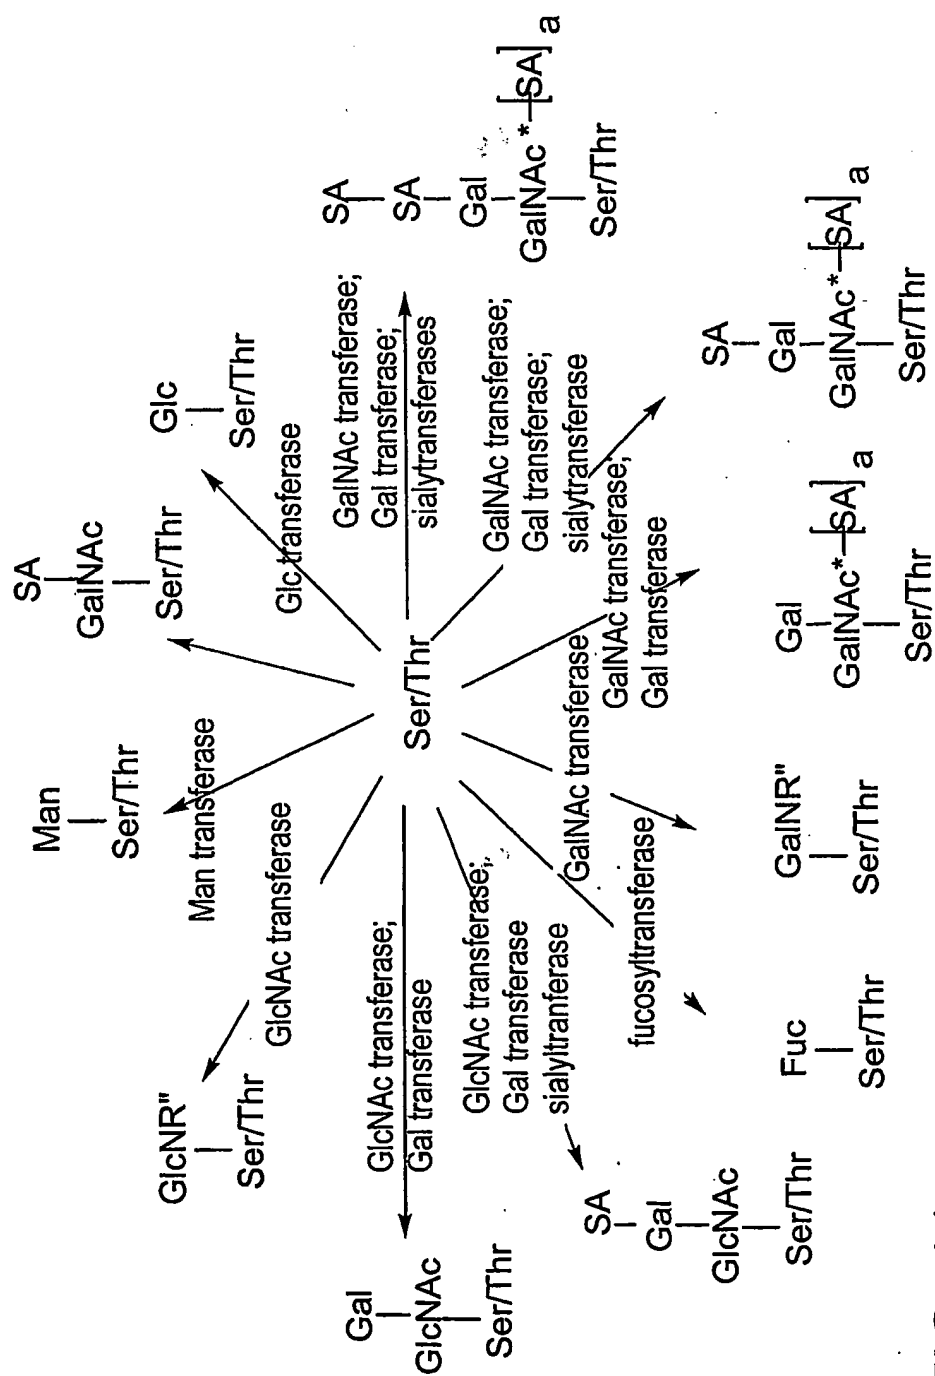 SA
GalNAc
Ser/Thr
Man
Ser/Thr
Man transferase
Glc
Ser/Thr
Glc transferase
GlcNR"
Ser/Thr
GlcNAc transferase
SA
SA
Gal
GalNAc*[SA]a
Ser/Thr
GalNAc transferase;
Gal transferase;
sialytransferases
Gal
GlcNAc
Ser/Thr
GlcNAc transferase;
Gal transferase
Ser/Thr
GlcNAc transferase;
Gal transferase
sialyltranferase
SA
Gal
GlcNAc
Ser/Thr
GalNAc transferase;
Gal transferase;
sialytransferase
SA
Gal
GalNAc*[SA]a
Ser/Thr
GalNAc transferase;
Gal transferase
Gal
GalNAc*[SA]a
Ser/Thr
GalNAc transferase
GalNR"
Ser/Thr
fucosyltransferase
Fuc
Ser/Thr